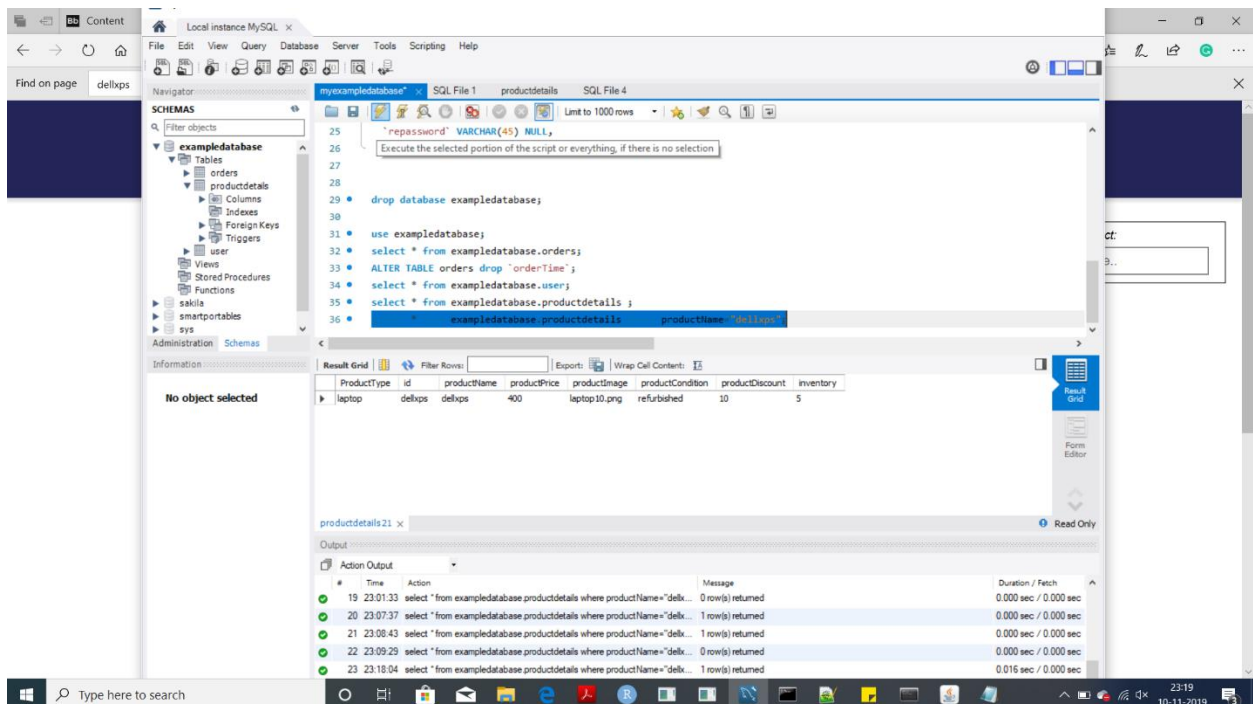 Bb Content
Local instance MySQL ×
File Edit View Query Database Server Tools Scripting Help
Find on page dellxps
Navigator
myexampledatabase* × SQL File 1 productdetails SQL File 4
SCHEMAS
Filter objects
Limit to 1000 rows
exampledatabase
Tables
orders
productdetails
Columns
Indexes
Foreign Keys
Triggers
user
Views
Stored Procedures
Functions
sakila
smartportables
sys
Administration Schemas
25 `repassword` VARCHAR(45) NULL,
26
Execute the selected portion of the script or everything, if there is no selection
27
28
29 drop database exampledatabase;
30
31 use exampledatabase;
32 select * from exampledatabase.orders;
33 ALTER TABLE orders drop `orderTime`;
34 select * from exampledatabase.user;
35 select * from exampledatabase.productdetails ;
36 * exampledatabase.productdetails productName="dellxps";
ct:
e..
Information
No object selected
Result Grid Filter Rows: Export: Wrap Cell Content:
ProductType id productName productPrice productImage productCondition productDiscount inventory
laptop dellxps dellxps 400 laptop10.png refurbished 10 5
Result Grid
Form Editor
productdetails 21 ×
Read Only
Output
Action Output
# Time Action Message Duration / Fetch
19 23:01:33 select * from exampledatabase.productdetails where productName="dellx... 0 row(s) returned 0.000 sec / 0.000 sec
20 23:07:37 select * from exampledatabase.productdetails where productName="dellx... 1 row(s) returned 0.000 sec / 0.000 sec
21 23:08:43 select * from exampledatabase.productdetails where productName="dellx... 1 row(s) returned 0.000 sec / 0.000 sec
22 23:09:29 select * from exampledatabase.productdetails where productName="dellx... 0 row(s) returned 0.000 sec / 0.000 sec
23 23:18:04 select * from exampledatabase.productdetails where productName="dellx... 1 row(s) returned 0.016 sec / 0.000 sec
Type here to search
23:19
10-11-2019